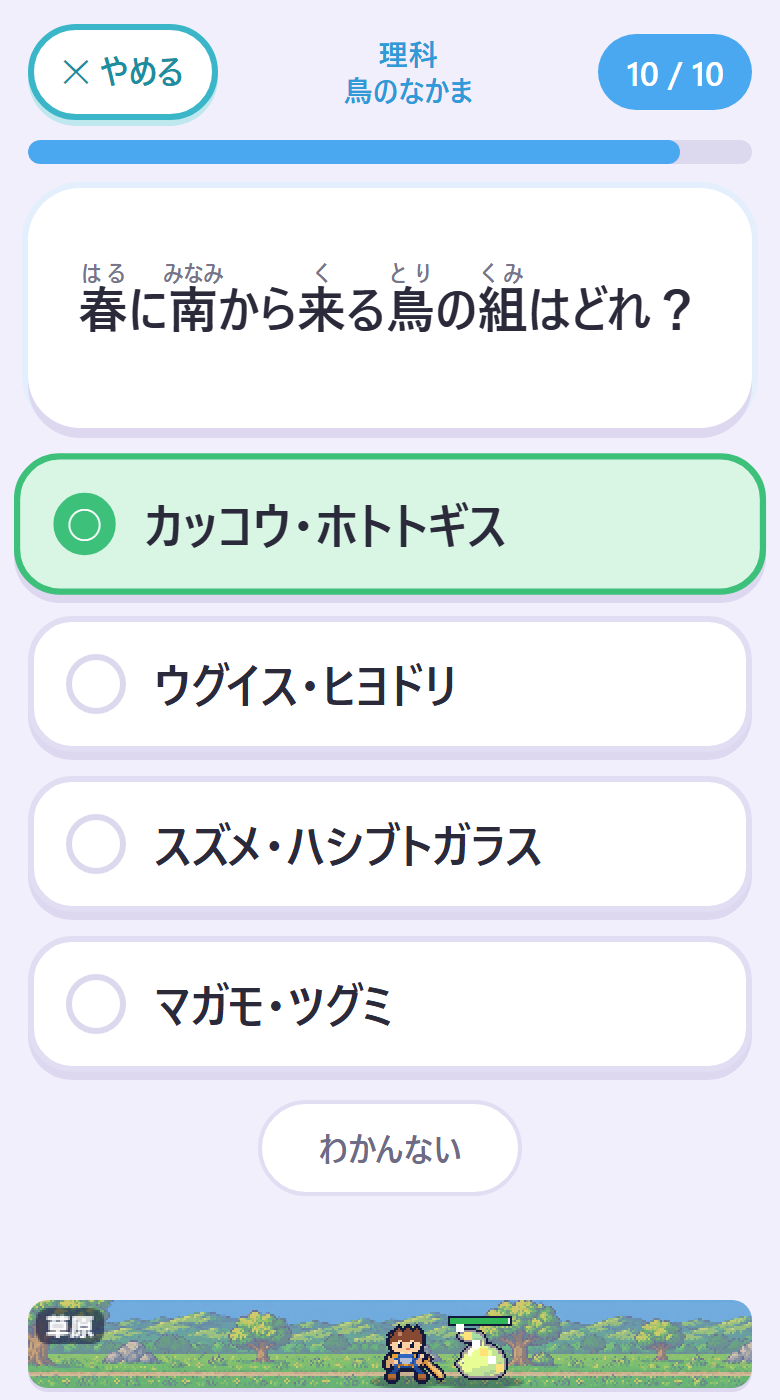 × やめる
理科
鳥のなかま
10 / 10
はる みなみ く とり くみ
春に南から来る鳥の組はどれ？
カッコウ・ホトトギス
ウグイス・ヒヨドリ
スズメ・ハシブトガラス
マガモ・ツグミ
わかんない
草原